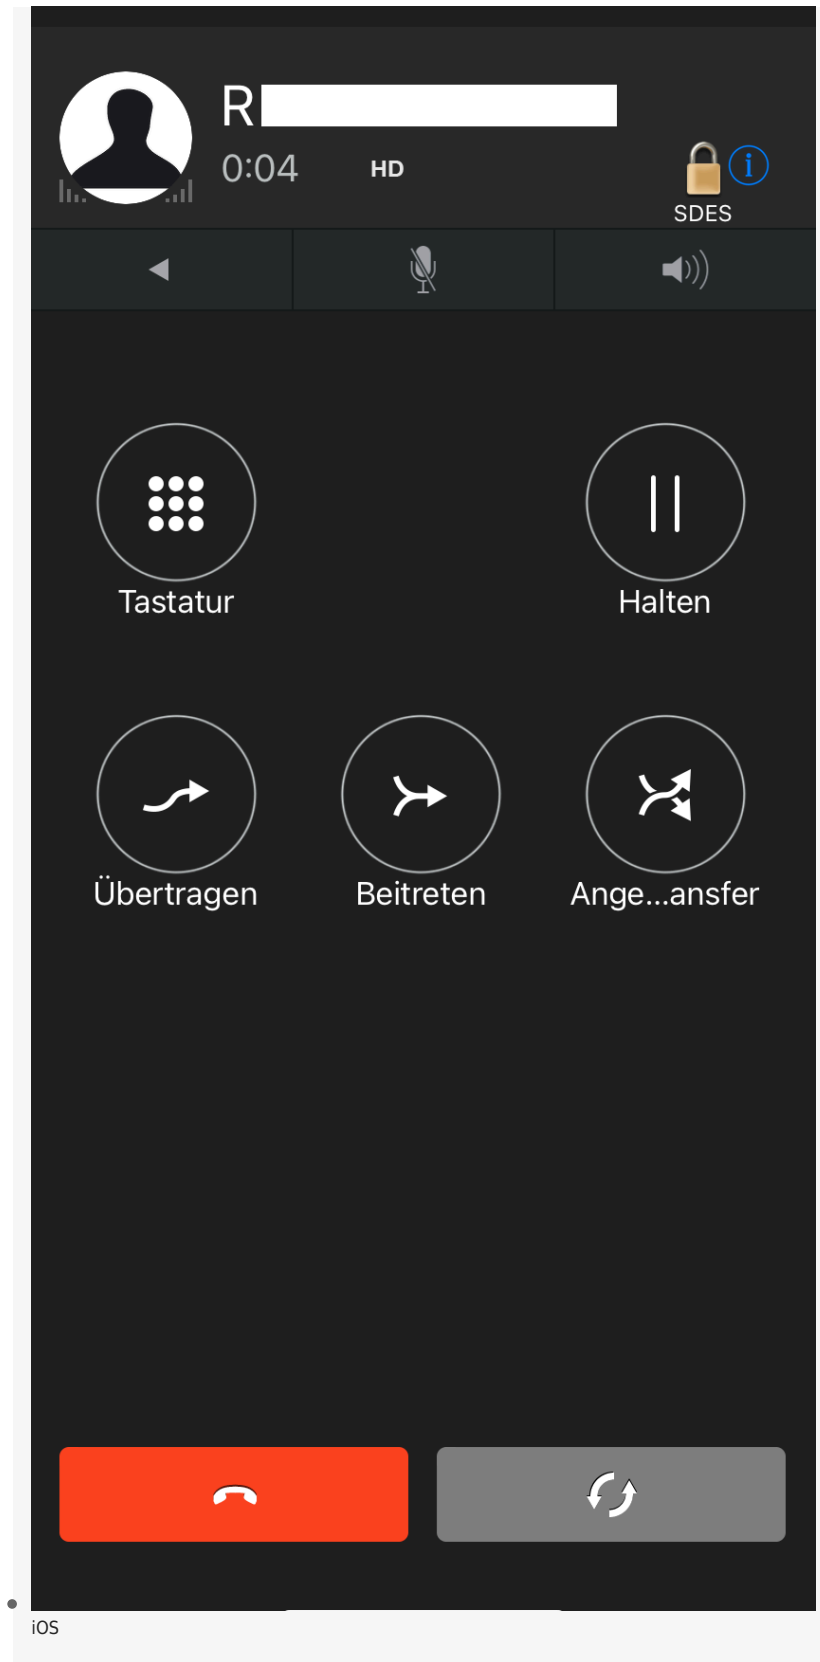 R
0:04 HD
SDES
Tastatur
Halten
Übertragen
Beitreten
Ange...ansfer
iOS